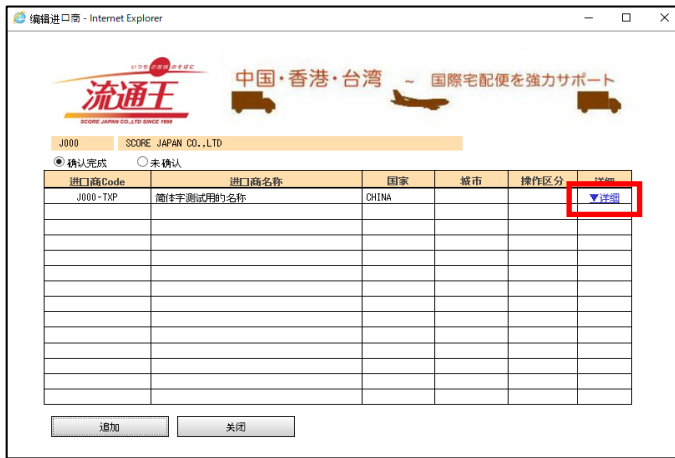 编辑进口商 - Internet Explorer
いつも お客様 のそばに
流通王
SCORE JAPAN CO.,LTD SINCE 1998
中国・香港・台湾 ~ 国際宅配便を強力サポート
J000 SCORE JAPAN CO.,LTD
确认完成 未确认
进口商Code 进口商名称 国家 城市 操作区分 详细
J000-TXP 简体字测试用的名称 CHINA ▼详细
追加 关闭